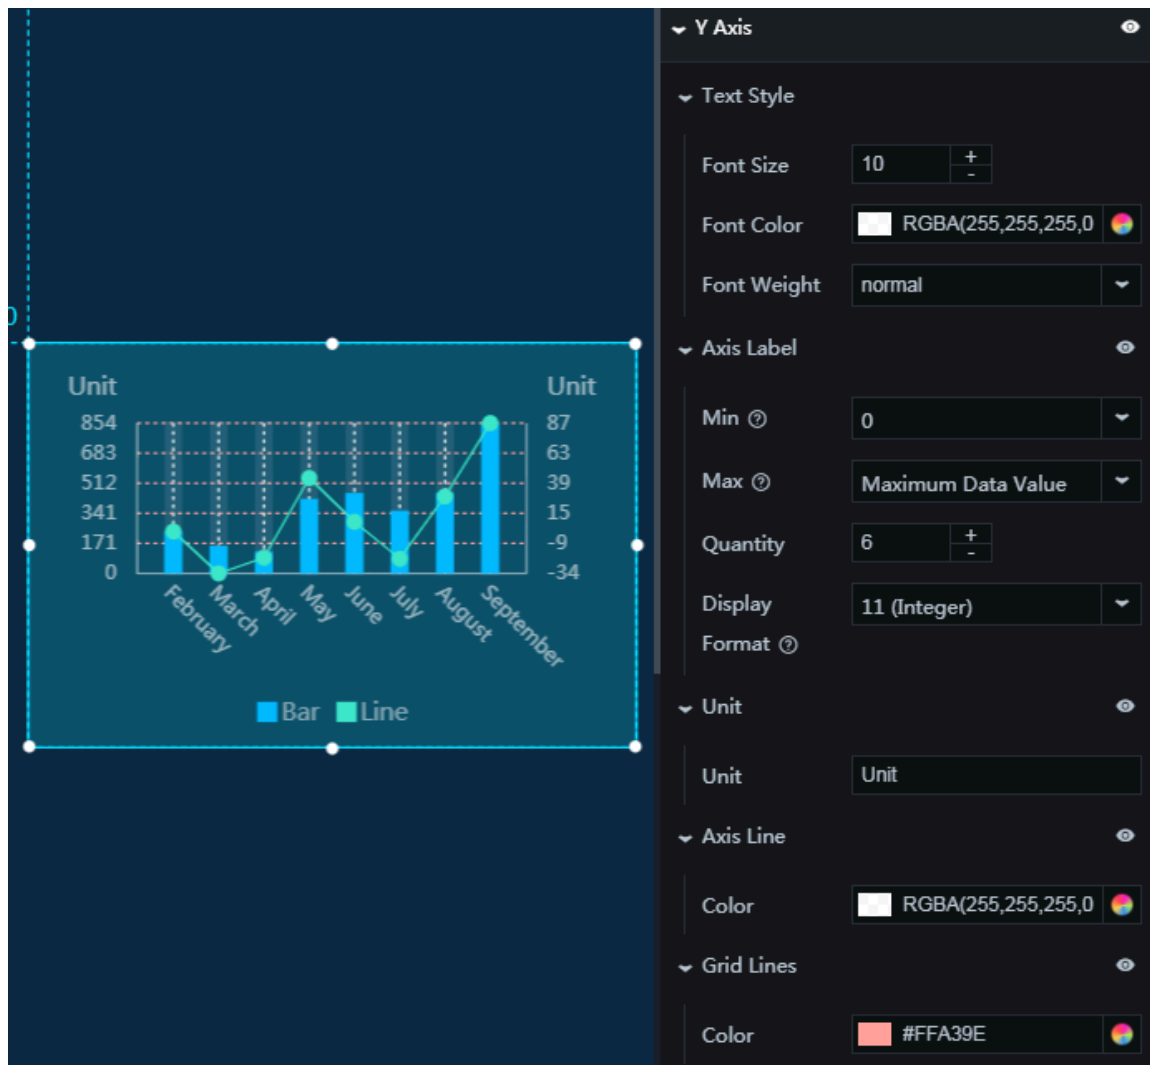 0
Unit Unit
854 87
683 63
512 39
341 15
171 -9
0 -34
February March April May June July August September
Bar Line
Y Axis
Text Style
Font Size 10 + -
Font Color RGBA(255,255,255,0
Font Weight normal
Axis Label
Min ? 0
Max ? Maximum Data Value
Quantity 6 + -
Display 11 (Integer)
Format ?
Unit
Unit Unit
Axis Line
Color RGBA(255,255,255,0
Grid Lines
Color #FFA39E